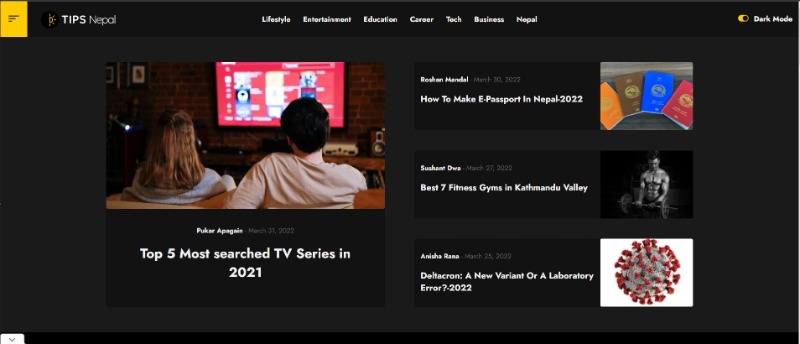 TIPS Nepal
Lifestyle Entertainment Education Career Tech Business Nepal
Dark Mode
Pukar Apagain - March 31, 2022
Top 5 Most searched TV Series in
2021
Roshan Mandal - March 30, 2022
How To Make E-Passport In Nepal-2022
Sushant Dwa - March 27, 2022
Best 7 Fitness Gyms in Kathmandu Valley
Anisha Rana - March 25, 2022
Deltacron: A New Variant Or A Laboratory
Error?-2022